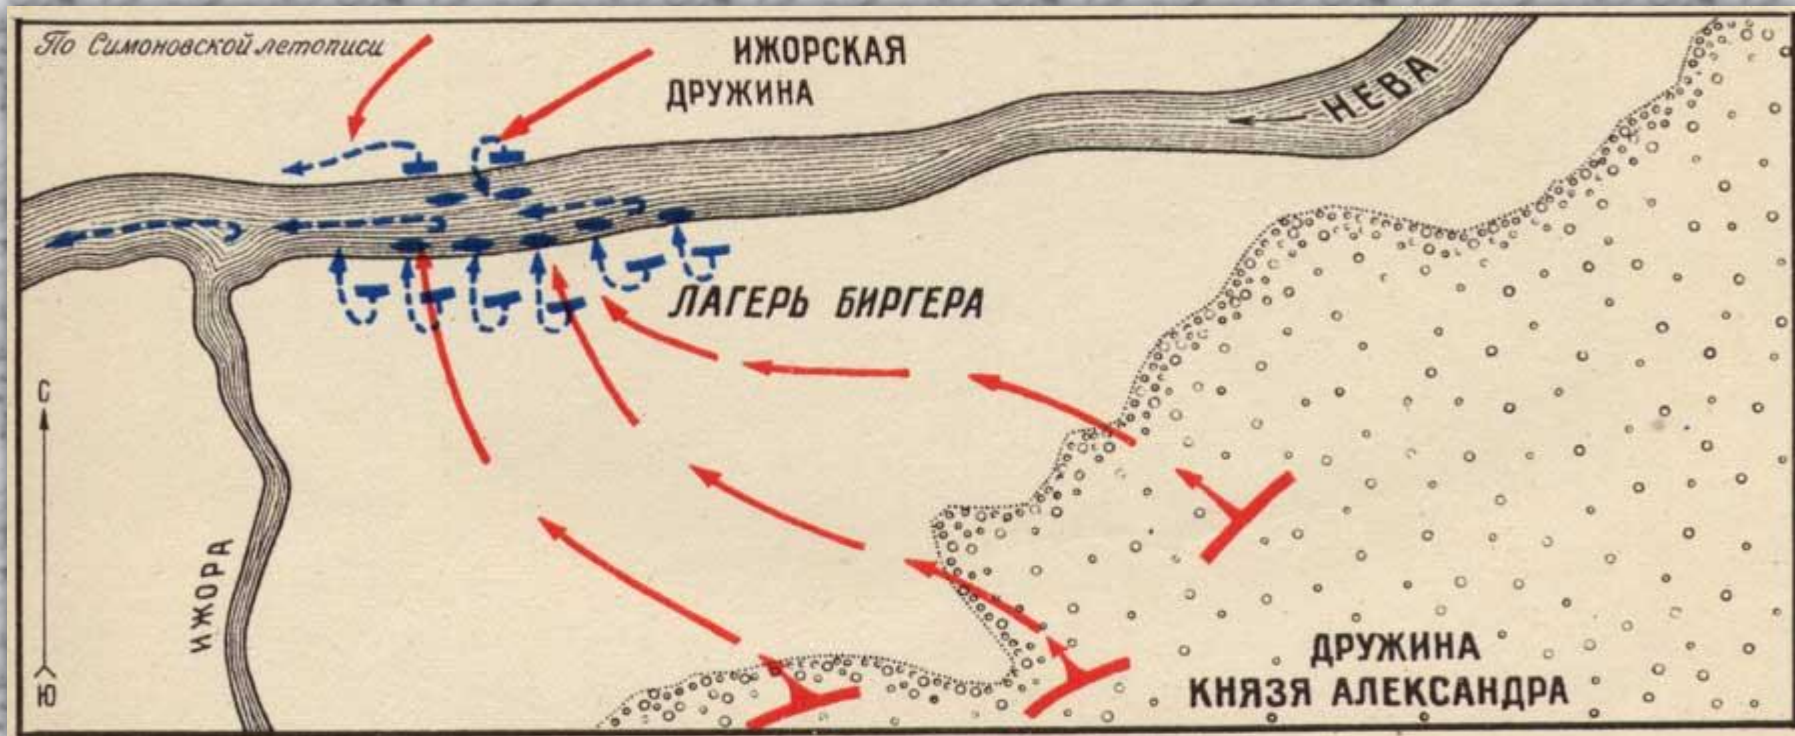 По Симоновской летописи
ИЖОРСКАЯ
ДРУЖИНА
НЕВА
ЛАГЕРЬ БИРГЕРА
С
Ю
ИЖОРА
ДРУЖИНА
КНЯЗЯ АЛЕКСАНДРА